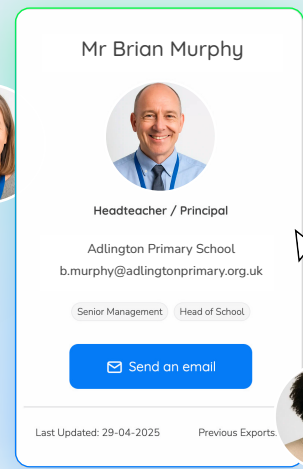 Mr Brian Murphy
Headteacher / Principal
Adlington Primary School
b.murphy@adlingtonprimary.org.uk
Senior Management Head of School
Send an email
Last Updated: 29-04-2025 Previous Exports.